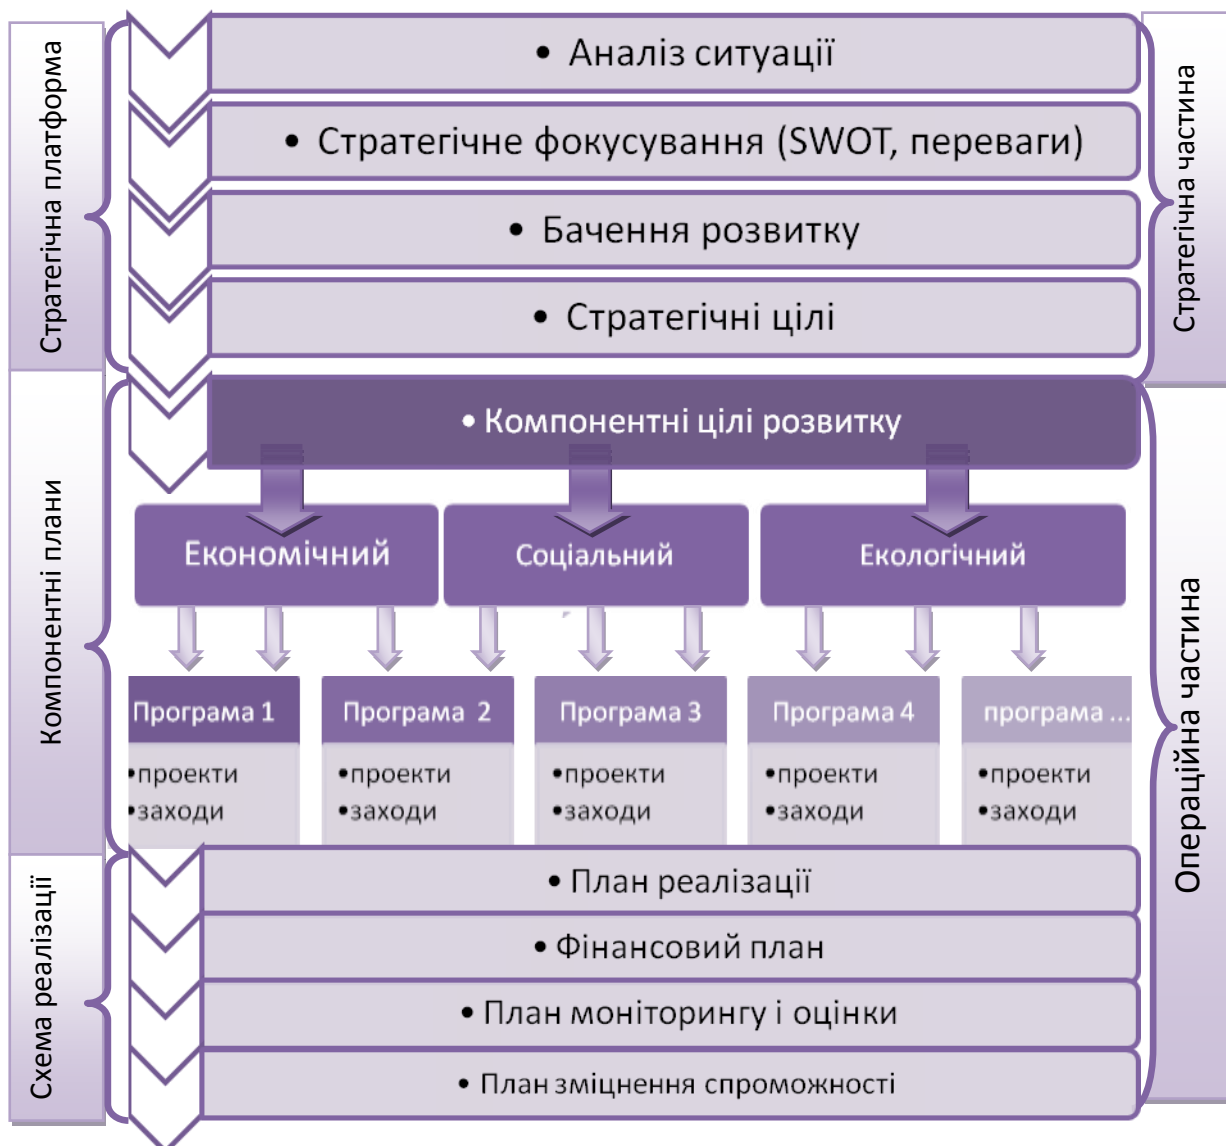 Стратегічна платформа
• Аналіз ситуації
• Стратегічне фокусування (SWOT, переваги)
• Бачення розвитку
• Стратегічні цілі
Стратегічна частина
Компонентні плани
• Компонентні цілі розвитку
Економічний
Соціальний
Екологічний
Програма 1
•проекти
•заходи
Програма 2
•проекти
•заходи
Програма 3
•проекти
•заходи
Програма 4
•проекти
•заходи
програма ...
•проекти
•заходи
Операційна частина
Схема реалізації
• План реалізації
• Фінансовий план
• План моніторингу і оцінки
• План зміцнення спроможності